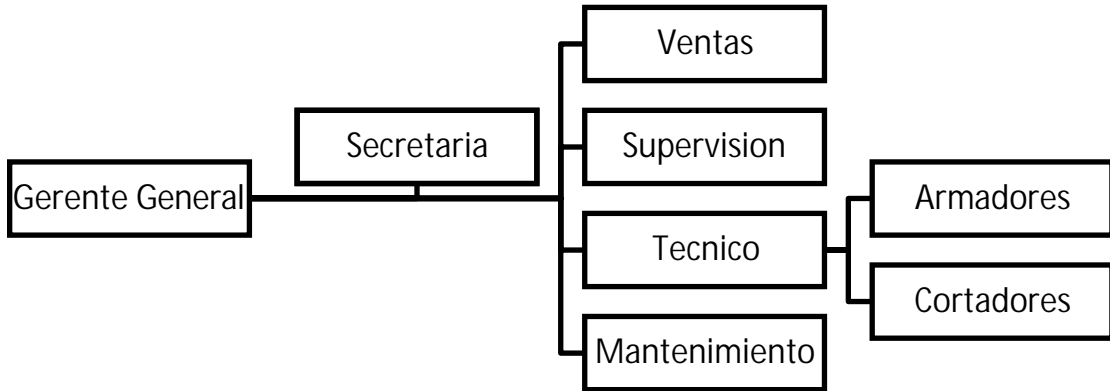 Gerente General
Secretaria
Ventas
Supervision
Tecnico
Mantenimiento
Armadores
Cortadores